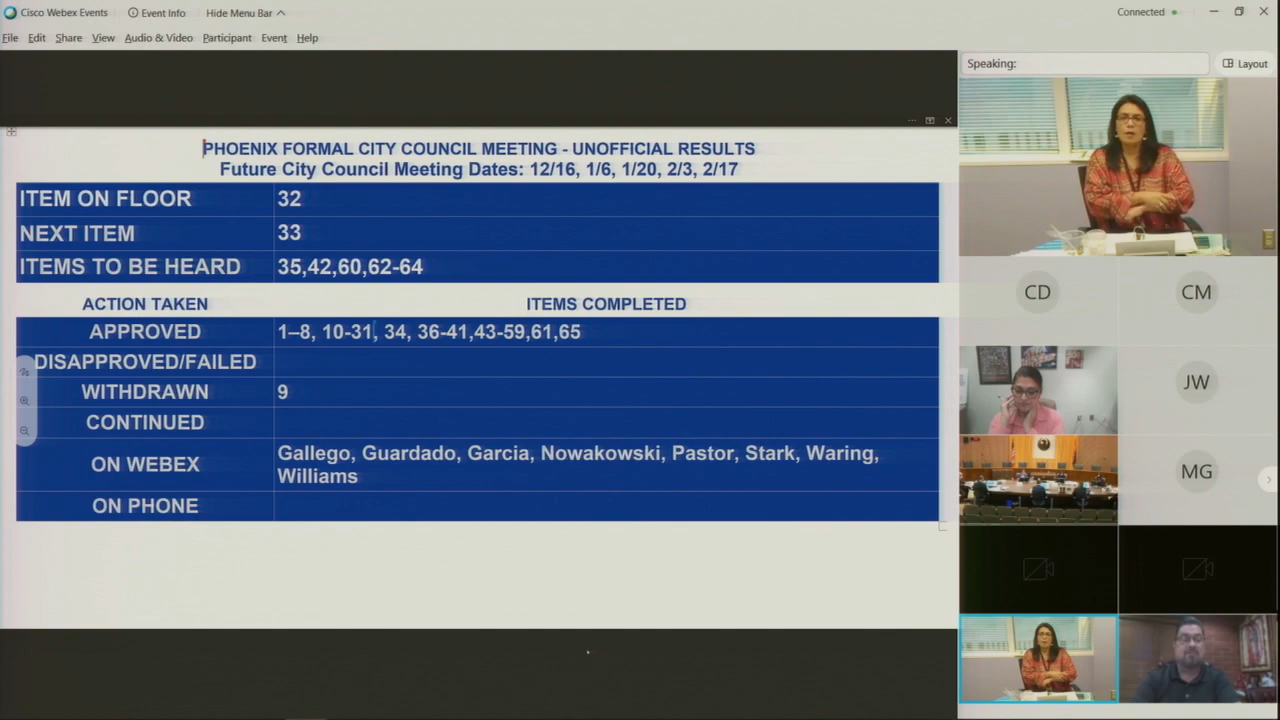 Cisco Webex Events
Event Info
Hide Menu Bar
Connected
File Edit Share View Audio & Video Participant Event Help
Speaking:
Layout
PHOENIX FORMAL CITY COUNCIL MEETING - UNOFFICIAL RESULTS
Future City Council Meeting Dates: 12/16, 1/6, 1/20, 2/3, 2/17
ITEM ON FLOOR 32
NEXT ITEM 33
ITEMS TO BE HEARD 35,42,60,62-64
ACTION TAKEN ITEMS COMPLETED
APPROVED 1–8, 10-31, 34, 36-41,43-59,61,65
DISAPPROVED/FAILED
WITHDRAWN 9
CONTINUED
ON WEBEX Gallego, Guardado, Garcia, Nowakowski, Pastor, Stark, Waring,
Williams
ON PHONE
CD
CM
JW
MG